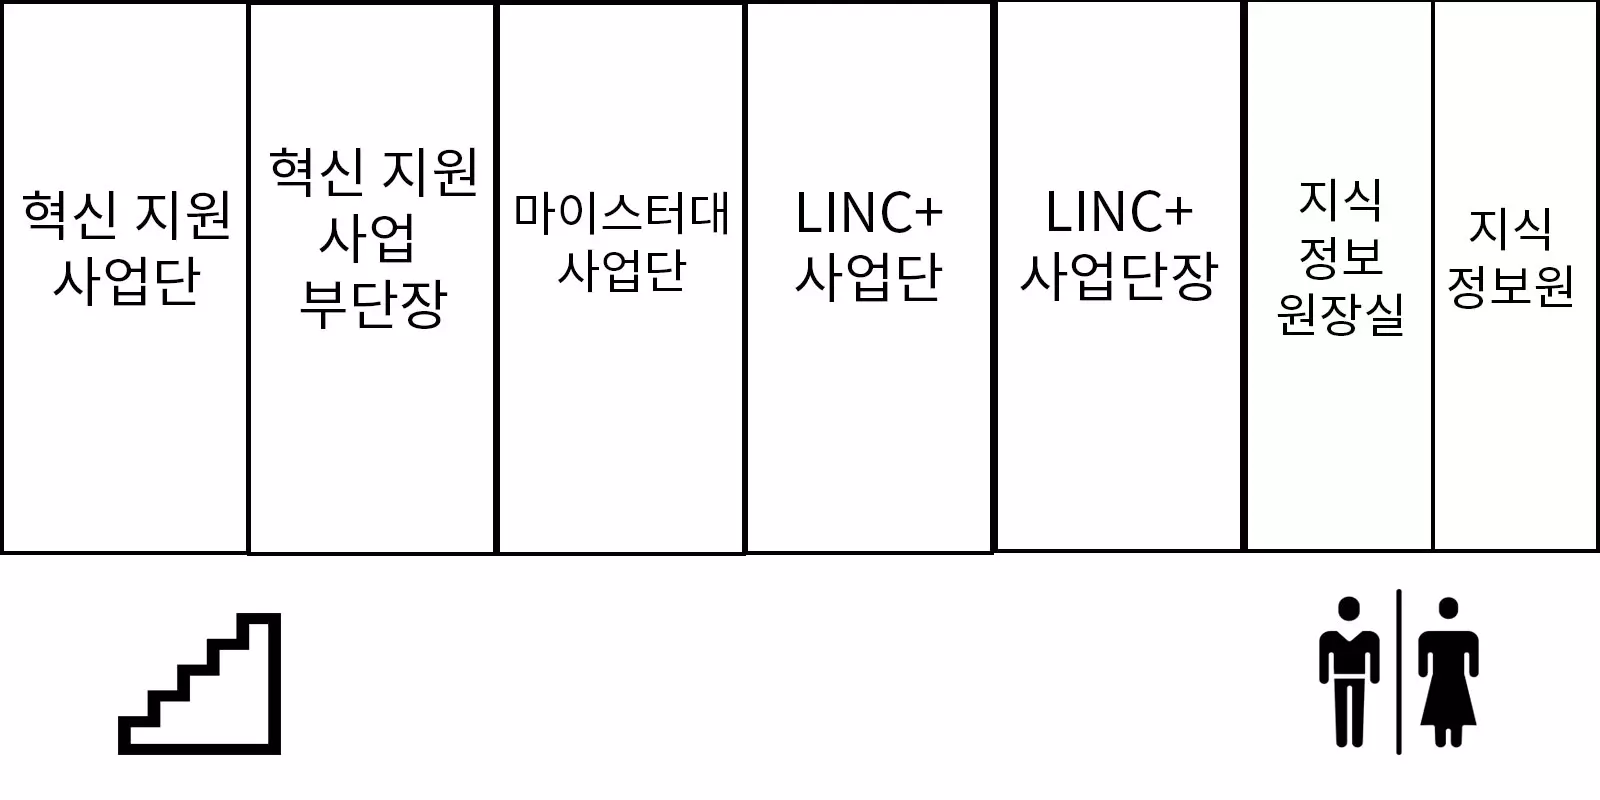 혁신 지원
사업단
혁신 지원
사업
부단장
마이스터대
사업단
LINC+
사업단
LINC+
사업단장
지식
정보
원장실
지식
정보원